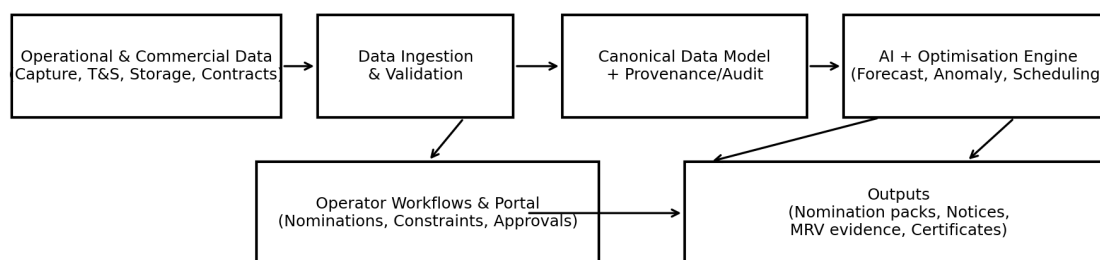 Operational & Commercial Data
(Capture, T&S, Storage, Contracts)
Data Ingestion
& Validation
Canonical Data Model
+ Provenance/Audit
AI + Optimisation Engine
(Forecast, Anomaly, Scheduling
Operator Workflows & Portal
(Nominations, Constraints, Approvals)
Outputs
(Nomination packs, Notices,
MRV evidence, Certificates)